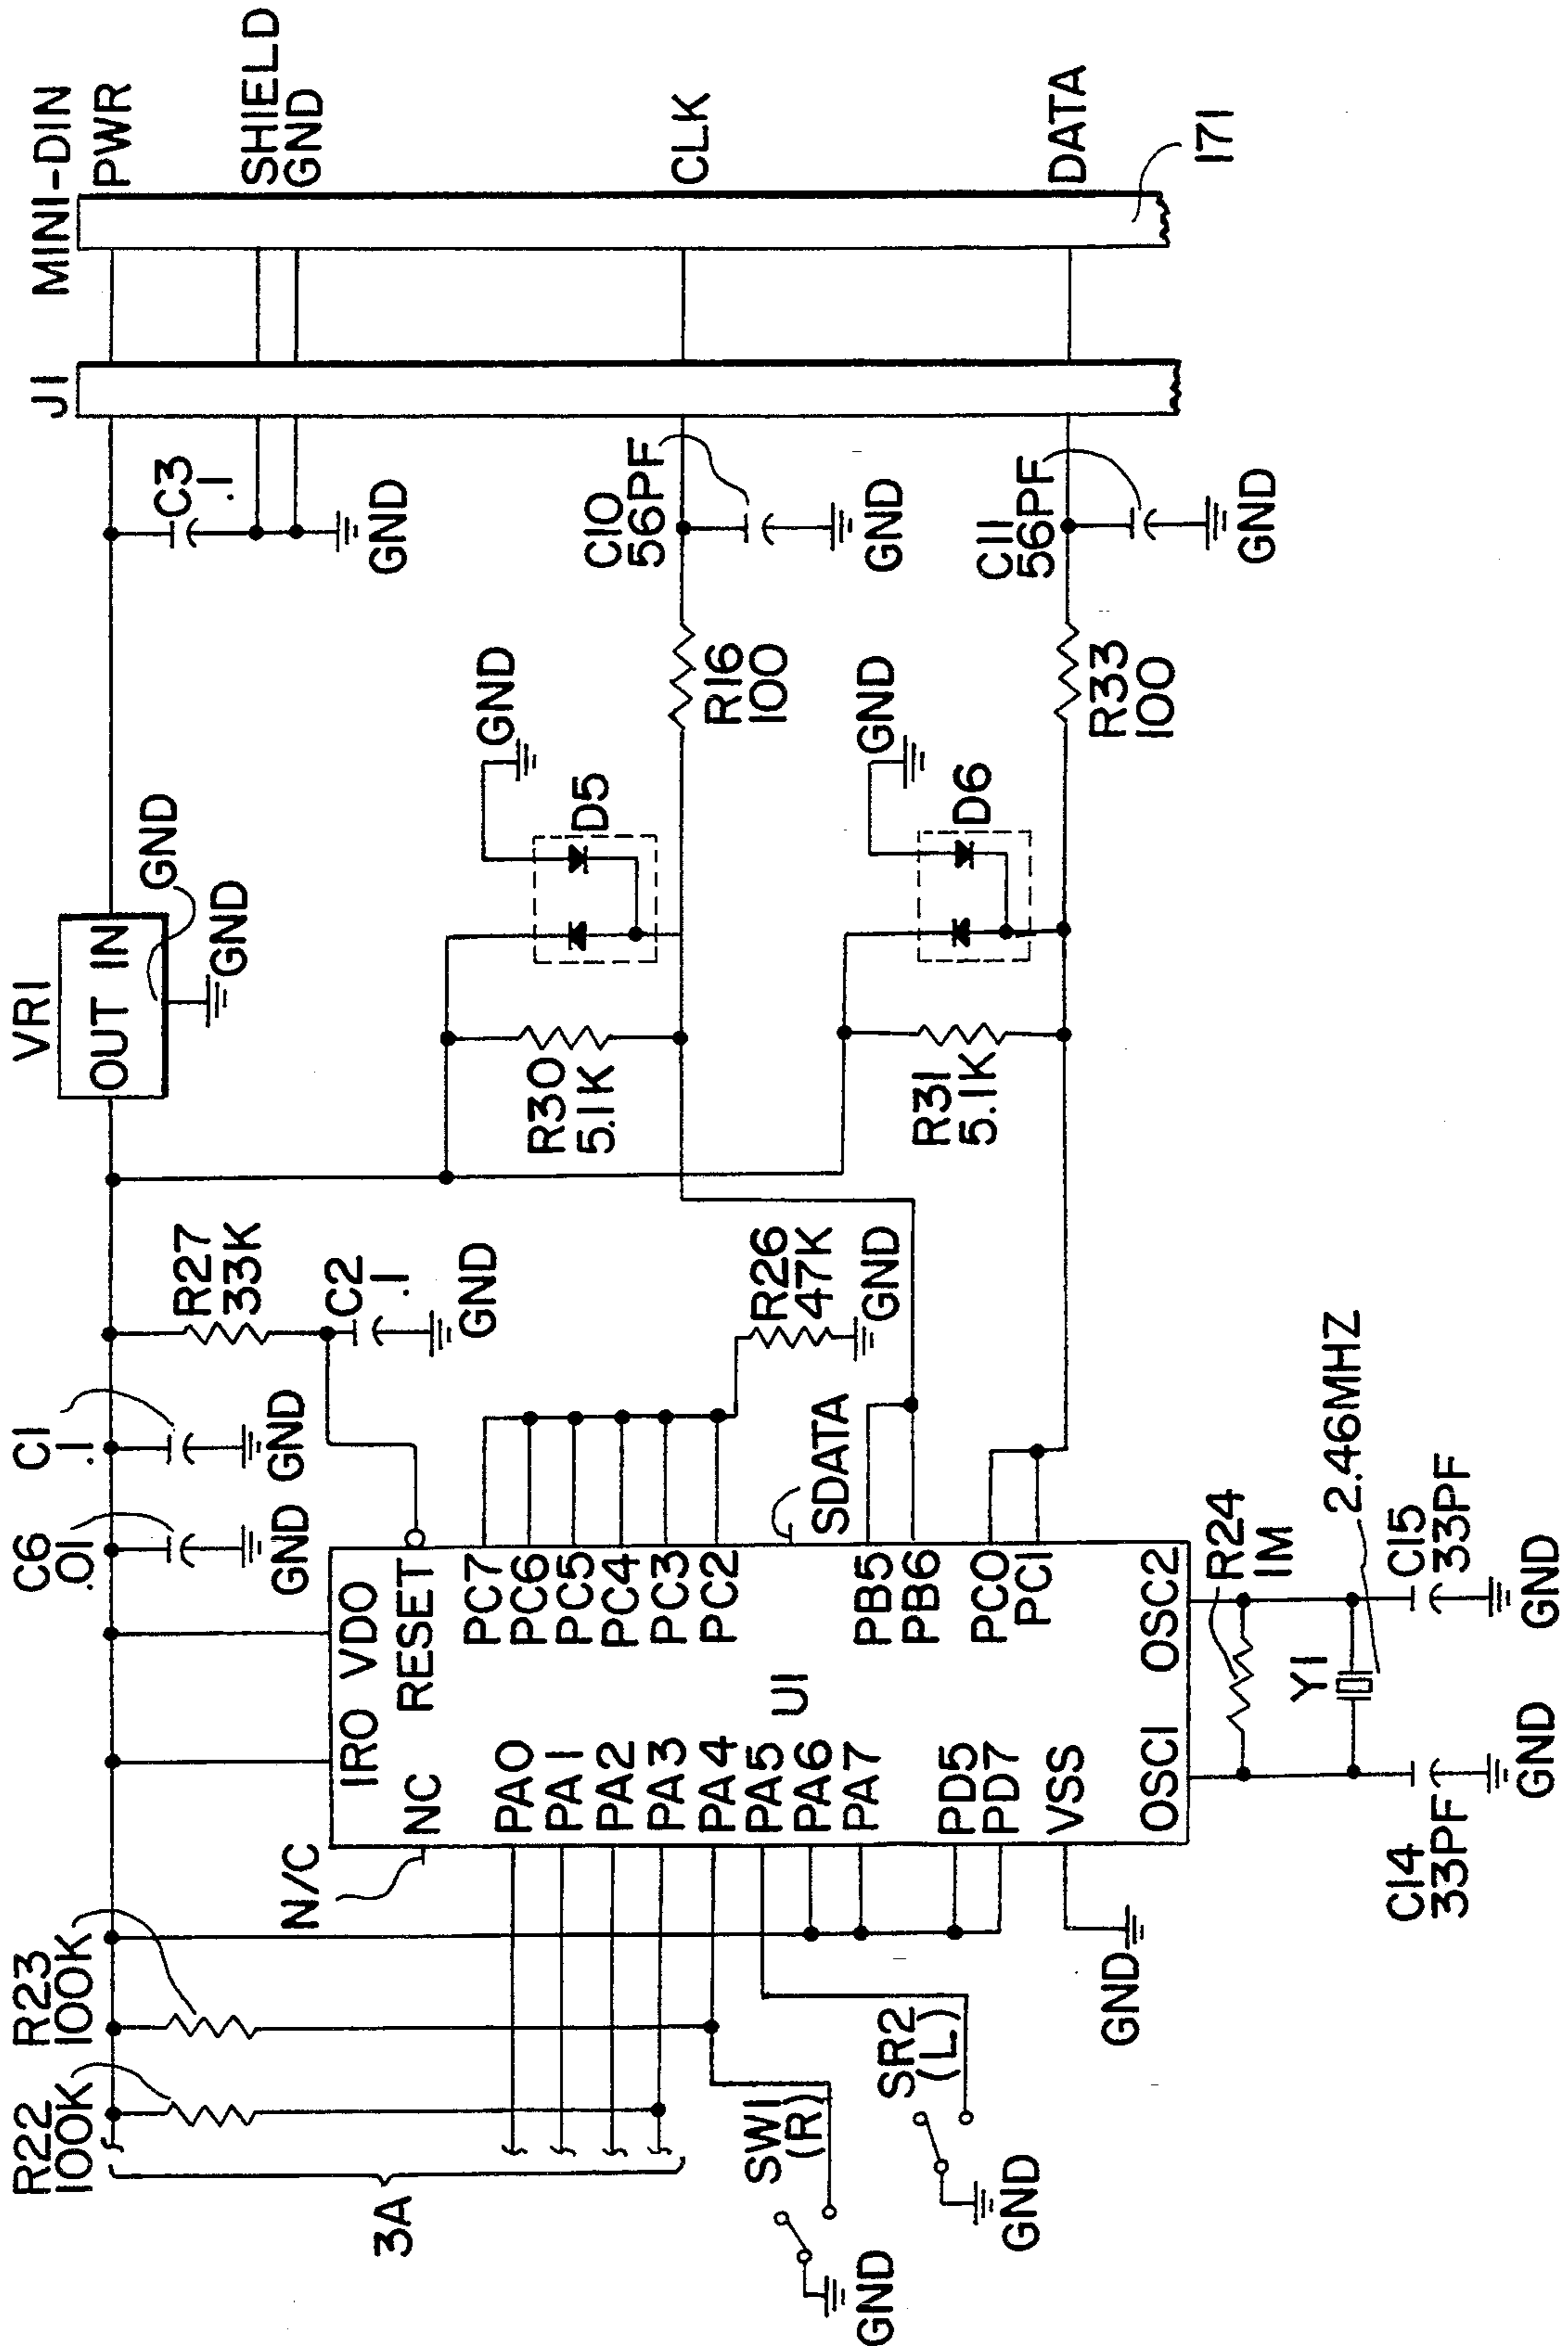 R22
100K
R23
100K
C6
.01
C1
.1
R27
33K
VR1
OUT IN
GND
GND
C3
.1
GND
J1
MINI-DIN
PWR
SHIELD
GND
CLK
DATA
171
3A
N/C
IRO VDO
NC
RESET
GND
GND
C2
.1
GND
PA0
PA1
PA2
PA3
PA4
PA5
PA6
PA7
PD5
PD7
VSS
U1
PC7
PC6
PC5
PC4
PC3
PC2
SDATA
PB5
PB6
PC0
PC1
OSC1
OSC2
R26
47K
GND
R30
5.1K
D5
GND
R16
100
C10
56PF
GND
R31
5.1K
D6
GND
R33
100
C11
56PF
GND
SW1
(R)
GND
SR2
(L)
GND
GND
R24
1M
Y1
2.46MHZ
C14
33PF
GND
C15
33PF
GND